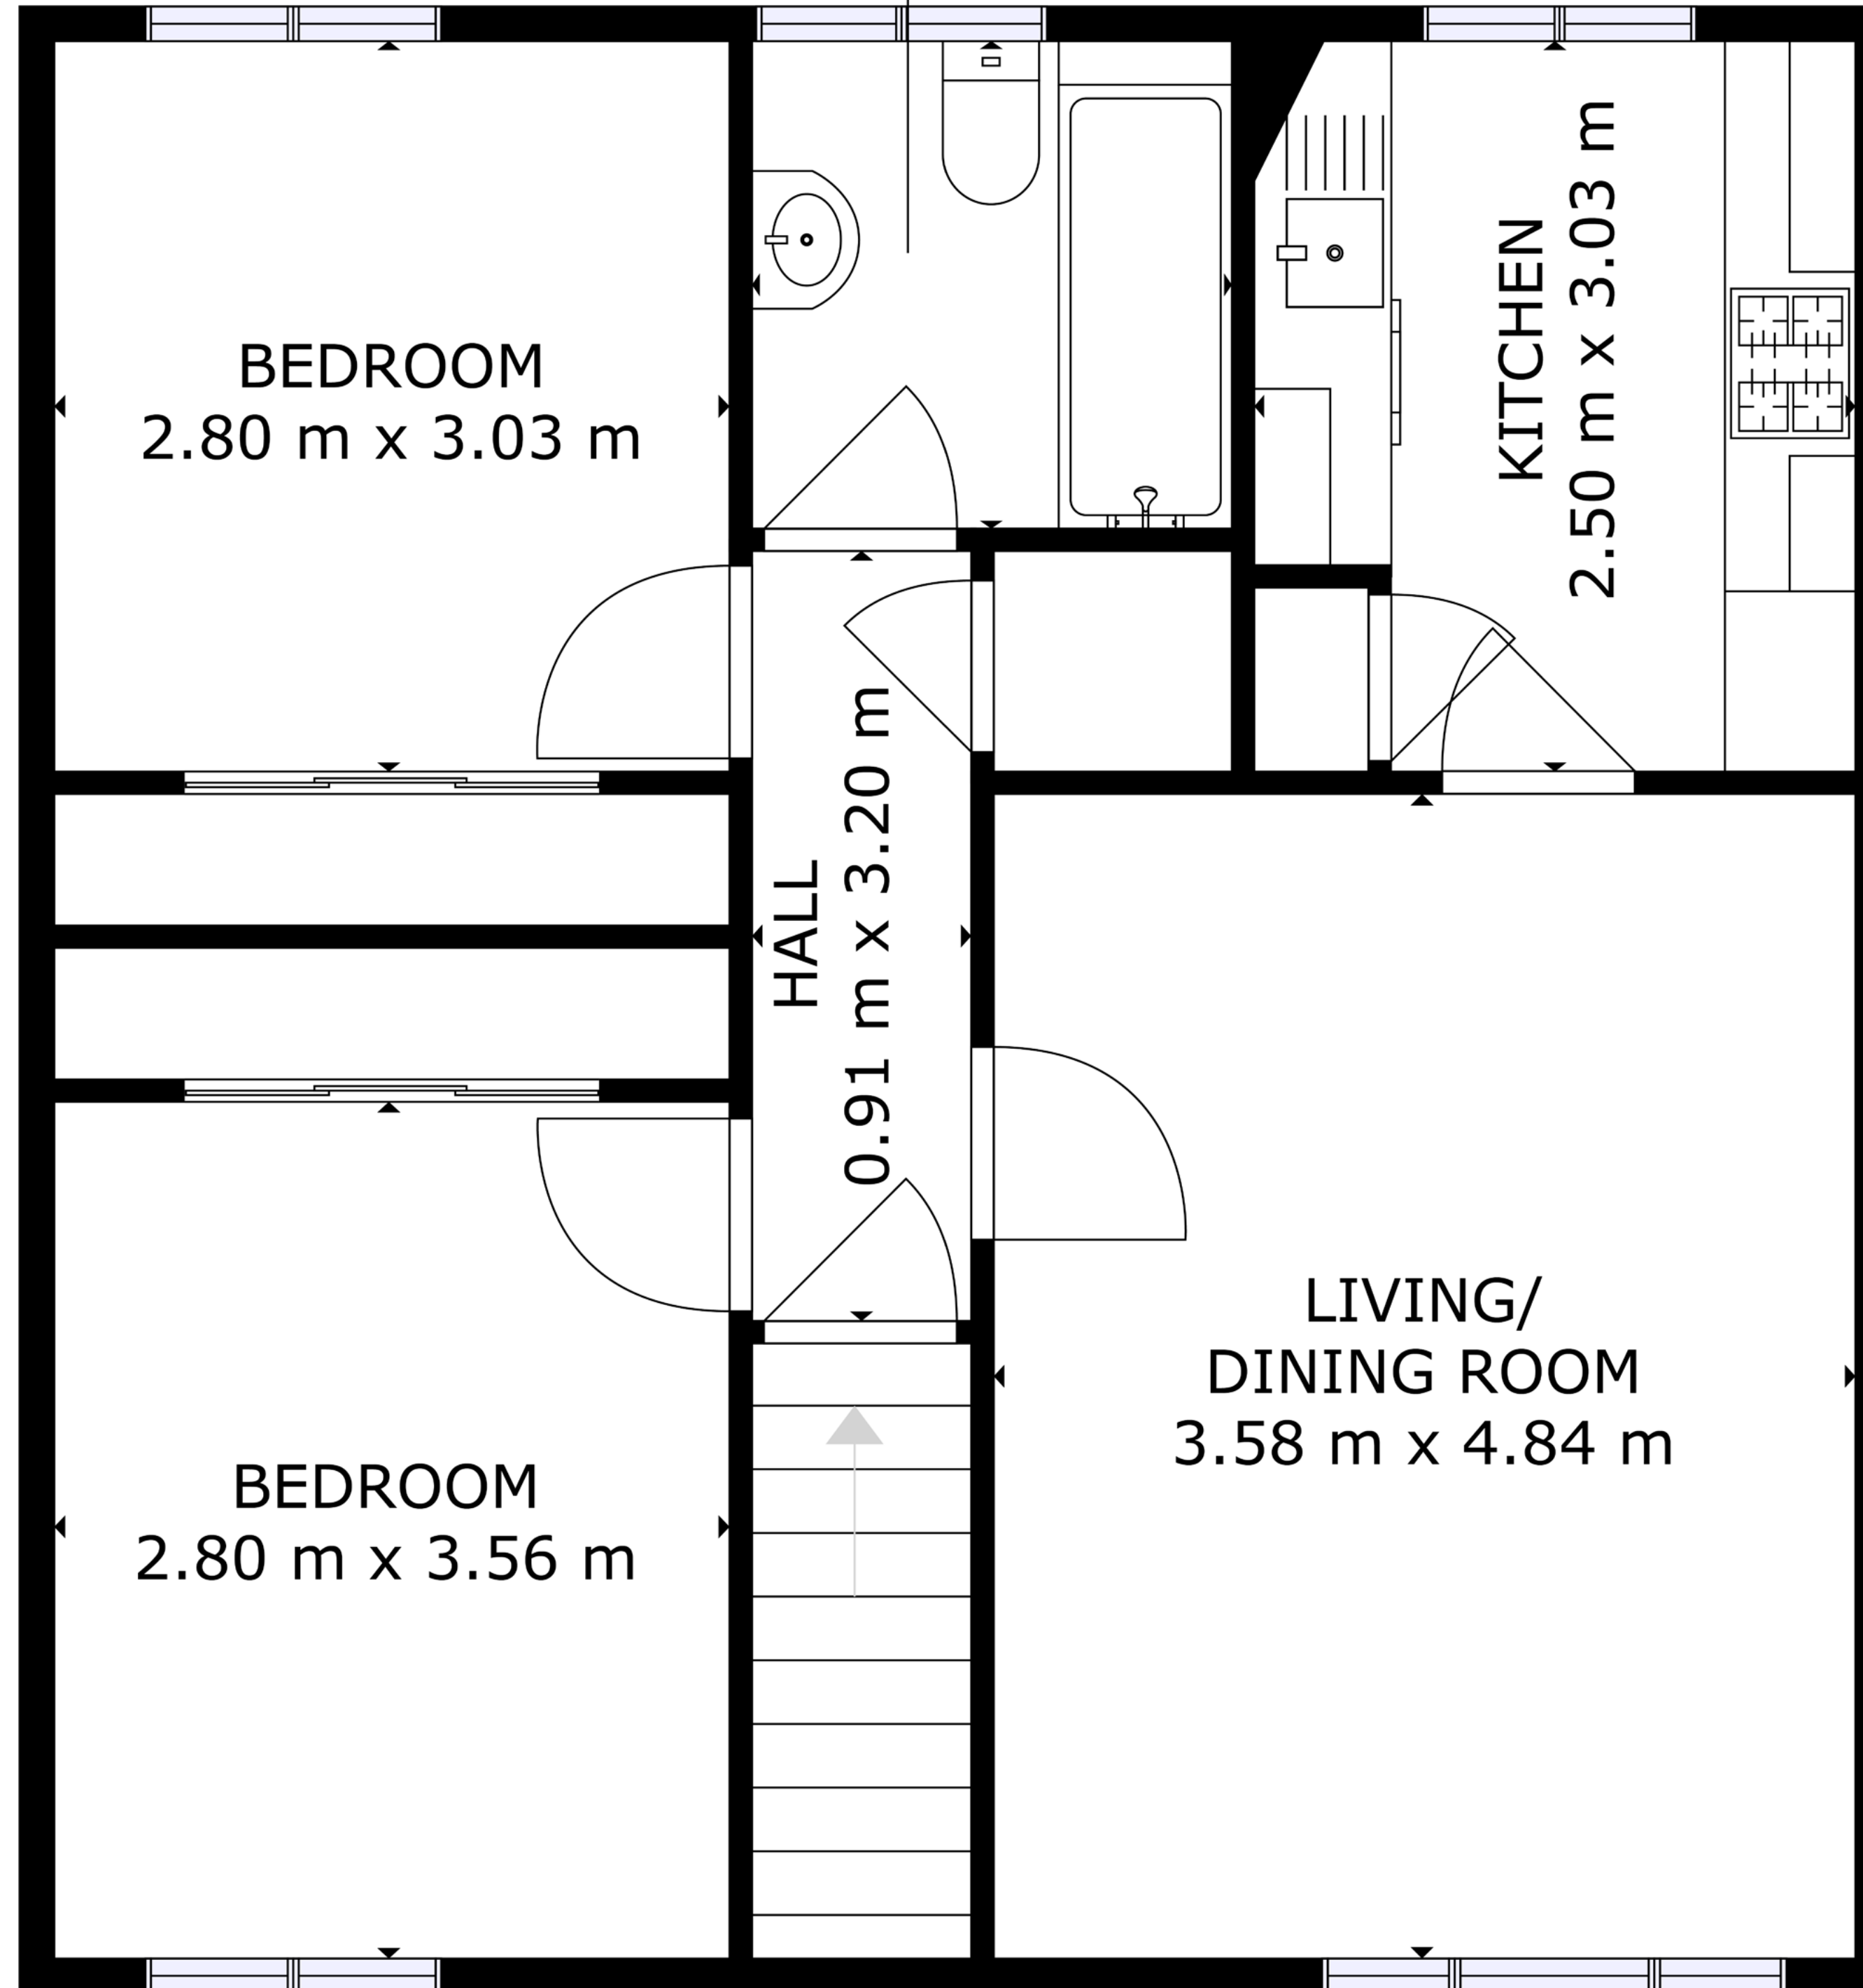 BEDROOM
2.80 m x 3.03 m
KITCHEN
2.50 m x 3.03 m
HALL
0.91 m x 3.20 m
LIVING/
DINING ROOM
3.58 m x 4.84 m
BEDROOM
2.80 m x 3.56 m